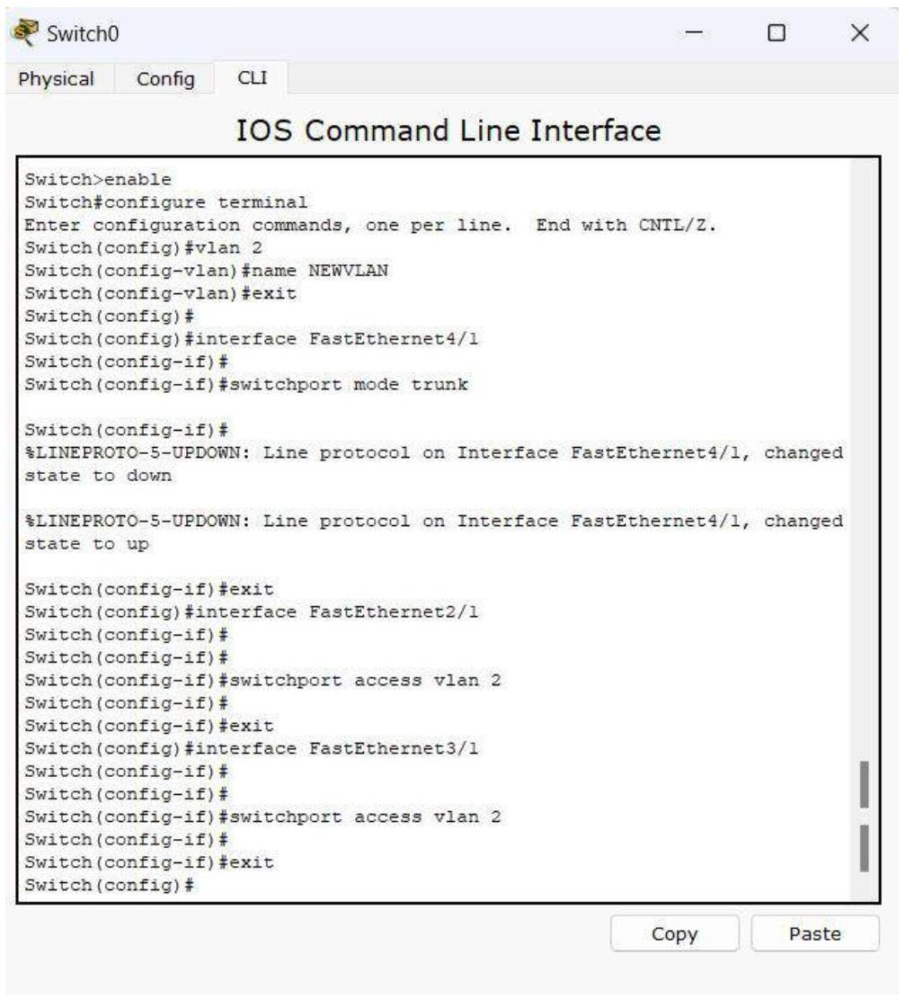 Switch0
Physical Config CLI
IOS Command Line Interface
Switch>enable
Switch#configure terminal
Enter configuration commands, one per line.  End with CNTL/Z.
Switch(config)#vlan 2
Switch(config-vlan)#name NEWVLAN
Switch(config-vlan)#exit
Switch(config)#
Switch(config)#interface FastEthernet4/1
Switch(config-if)#
Switch(config-if)#switchport mode trunk
Switch(config-if)#
%LINEPROTO-5-UPDOWN: Line protocol on Interface FastEthernet4/1, changed
state to down
%LINEPROTO-5-UPDOWN: Line protocol on Interface FastEthernet4/1, changed
state to up
Switch(config-if)#exit
Switch(config)#interface FastEthernet2/1
Switch(config-if)#
Switch(config-if)#
Switch(config-if)#switchport access vlan 2
Switch(config-if)#
Switch(config-if)#exit
Switch(config)#interface FastEthernet3/1
Switch(config-if)#
Switch(config-if)#
Switch(config-if)#switchport access vlan 2
Switch(config-if)#
Switch(config-if)#exit
Switch(config)#
Copy Paste